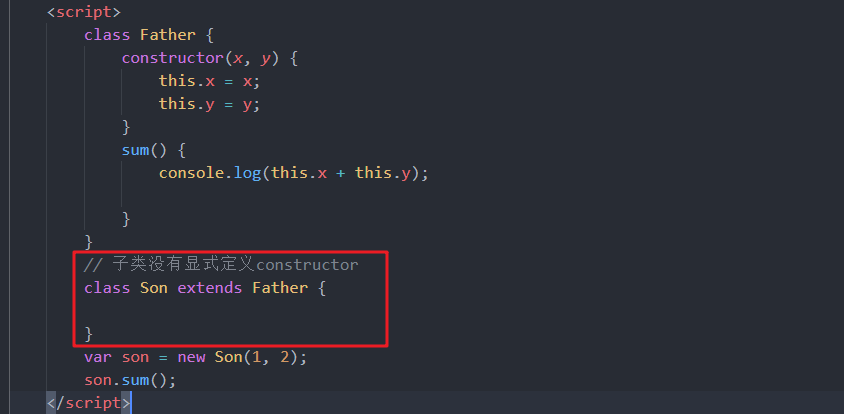 <script>
class Father {
constructor(x, y) {
this.x = x;
this.y = y;
}
sum() {
console.log(this.x + this.y);
}
}
// 子类没有显式定义constructor
class Son extends Father {
}
var son = new Son(1, 2);
son.sum();
</script>